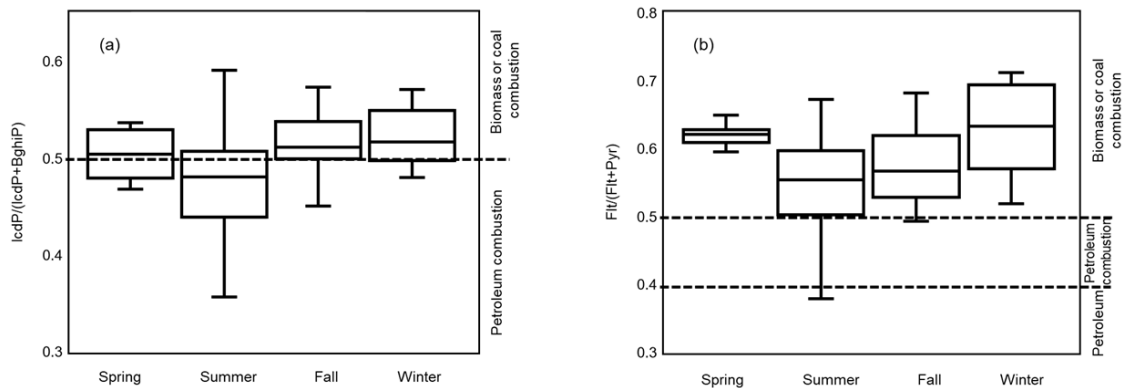 (a)
IcdP/(IcdP+BghiP)
0.6
0.5
0.4
0.3
Spring Summer Fall Winter
Biomass or coal
combustion
Petroleum combustion
(b)
Flt/(Flt+Pyr)
0.8
0.7
0.6
0.5
0.4
0.3
Spring Summer Fall Winter
Biomass or coal
combustion
Petroleum
combustion
Petroleum